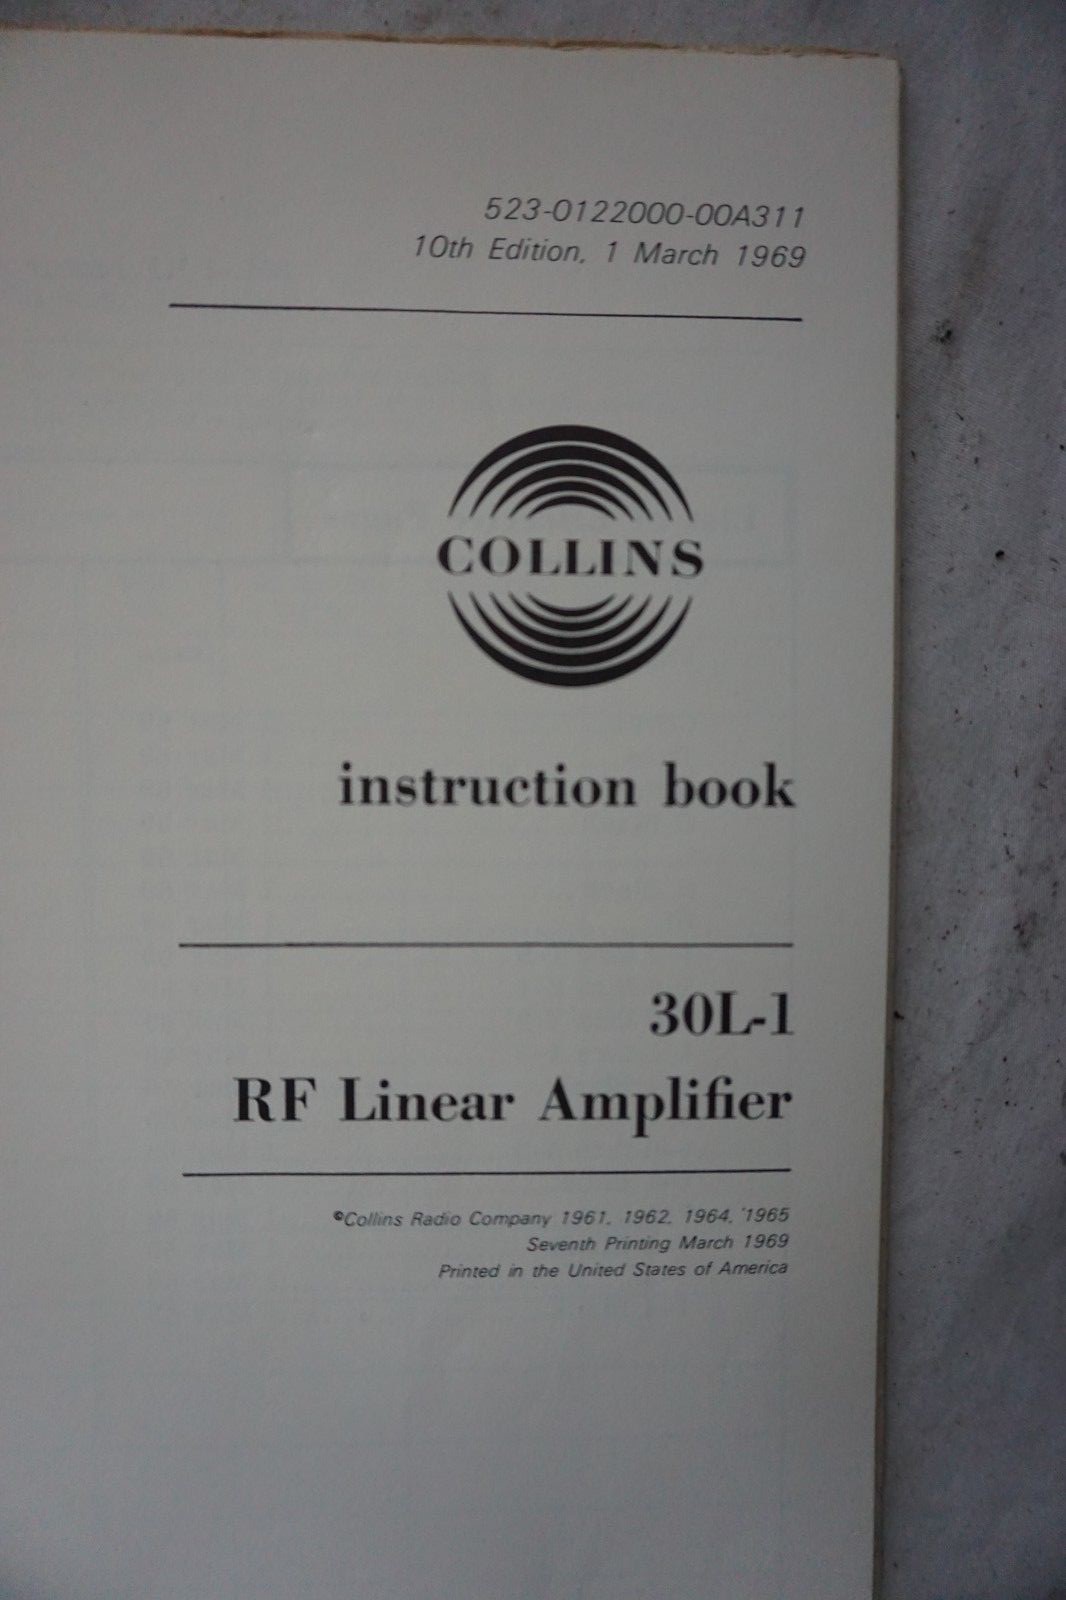 523-0122000-00A311
10th Edition, 1 March 1969
COLLINS
instruction book
30L-1
RF Linear Amplifier
©Collins Radio Company 1961, 1962, 1964, 1965
Seventh Printing March 1969
Printed in the United States of America